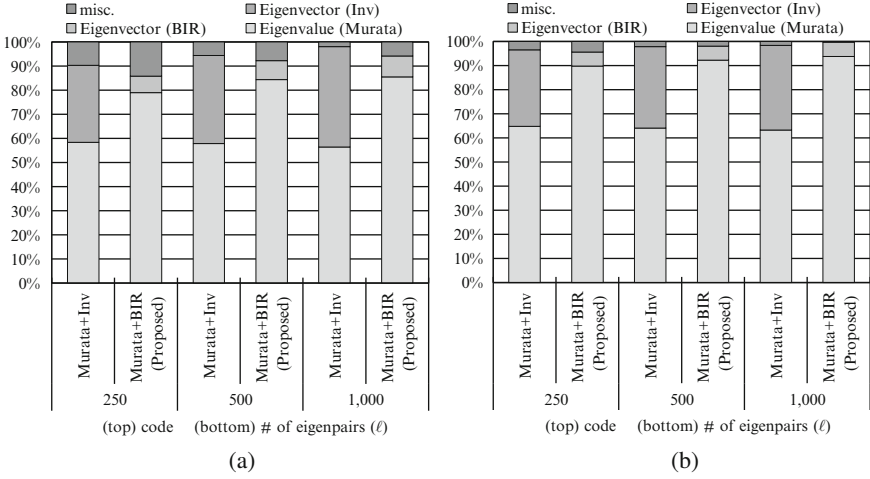 misc.
Eigenvector (Inv)
Eigenvector (BIR)
Eigenvalue (Murata)
100%
90%
80%
70%
60%
50%
40%
30%
20%
10%
0%
Murata+Inv
Murata+BIR
(Proposed)
Murata+Inv
Murata+BIR
(Proposed)
Murata+Inv
Murata+BIR
(Proposed)
250
500
1,000
(top) code
(bottom) # of eigenpairs (ℓ)
(a)
misc.
Eigenvector (Inv)
Eigenvector (BIR)
Eigenvalue (Murata)
100%
90%
80%
70%
60%
50%
40%
30%
20%
10%
0%
Murata+Inv
Murata+BIR
(Proposed)
Murata+Inv
Murata+BIR
(Proposed)
Murata+Inv
Murata+BIR
(Proposed)
250
500
1,000
(top) code
(bottom) # of eigenpairs (ℓ)
(b)